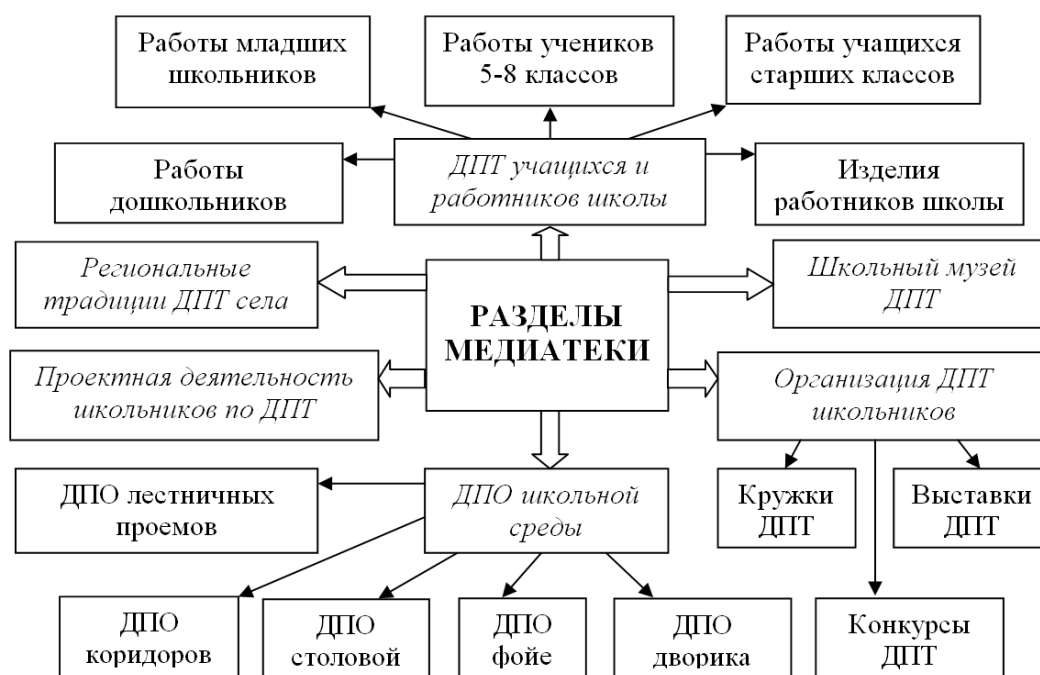 Работы младших
школьников
Работы учеников
5-8 классов
Работы учащихся
старших классов
Работы
дошкольников
ДПТ учащихся и
работников школы
Изделия
работников школы
Региональные
традиции ДПТ села
РАЗДЕЛЫ
МЕДИАТЕКИ
Школьный музей
ДПТ
Проектная деятельность
школьников по ДПТ
Организация ДПТ
школьников
ДПО лестничных
проемов
ДПО школьной
среды
Кружки
ДПТ
Выставки
ДПТ
ДПО
коридоров
ДПО
столовой
ДПО
фойе
ДПО
дворика
Конкурсы
ДПТ